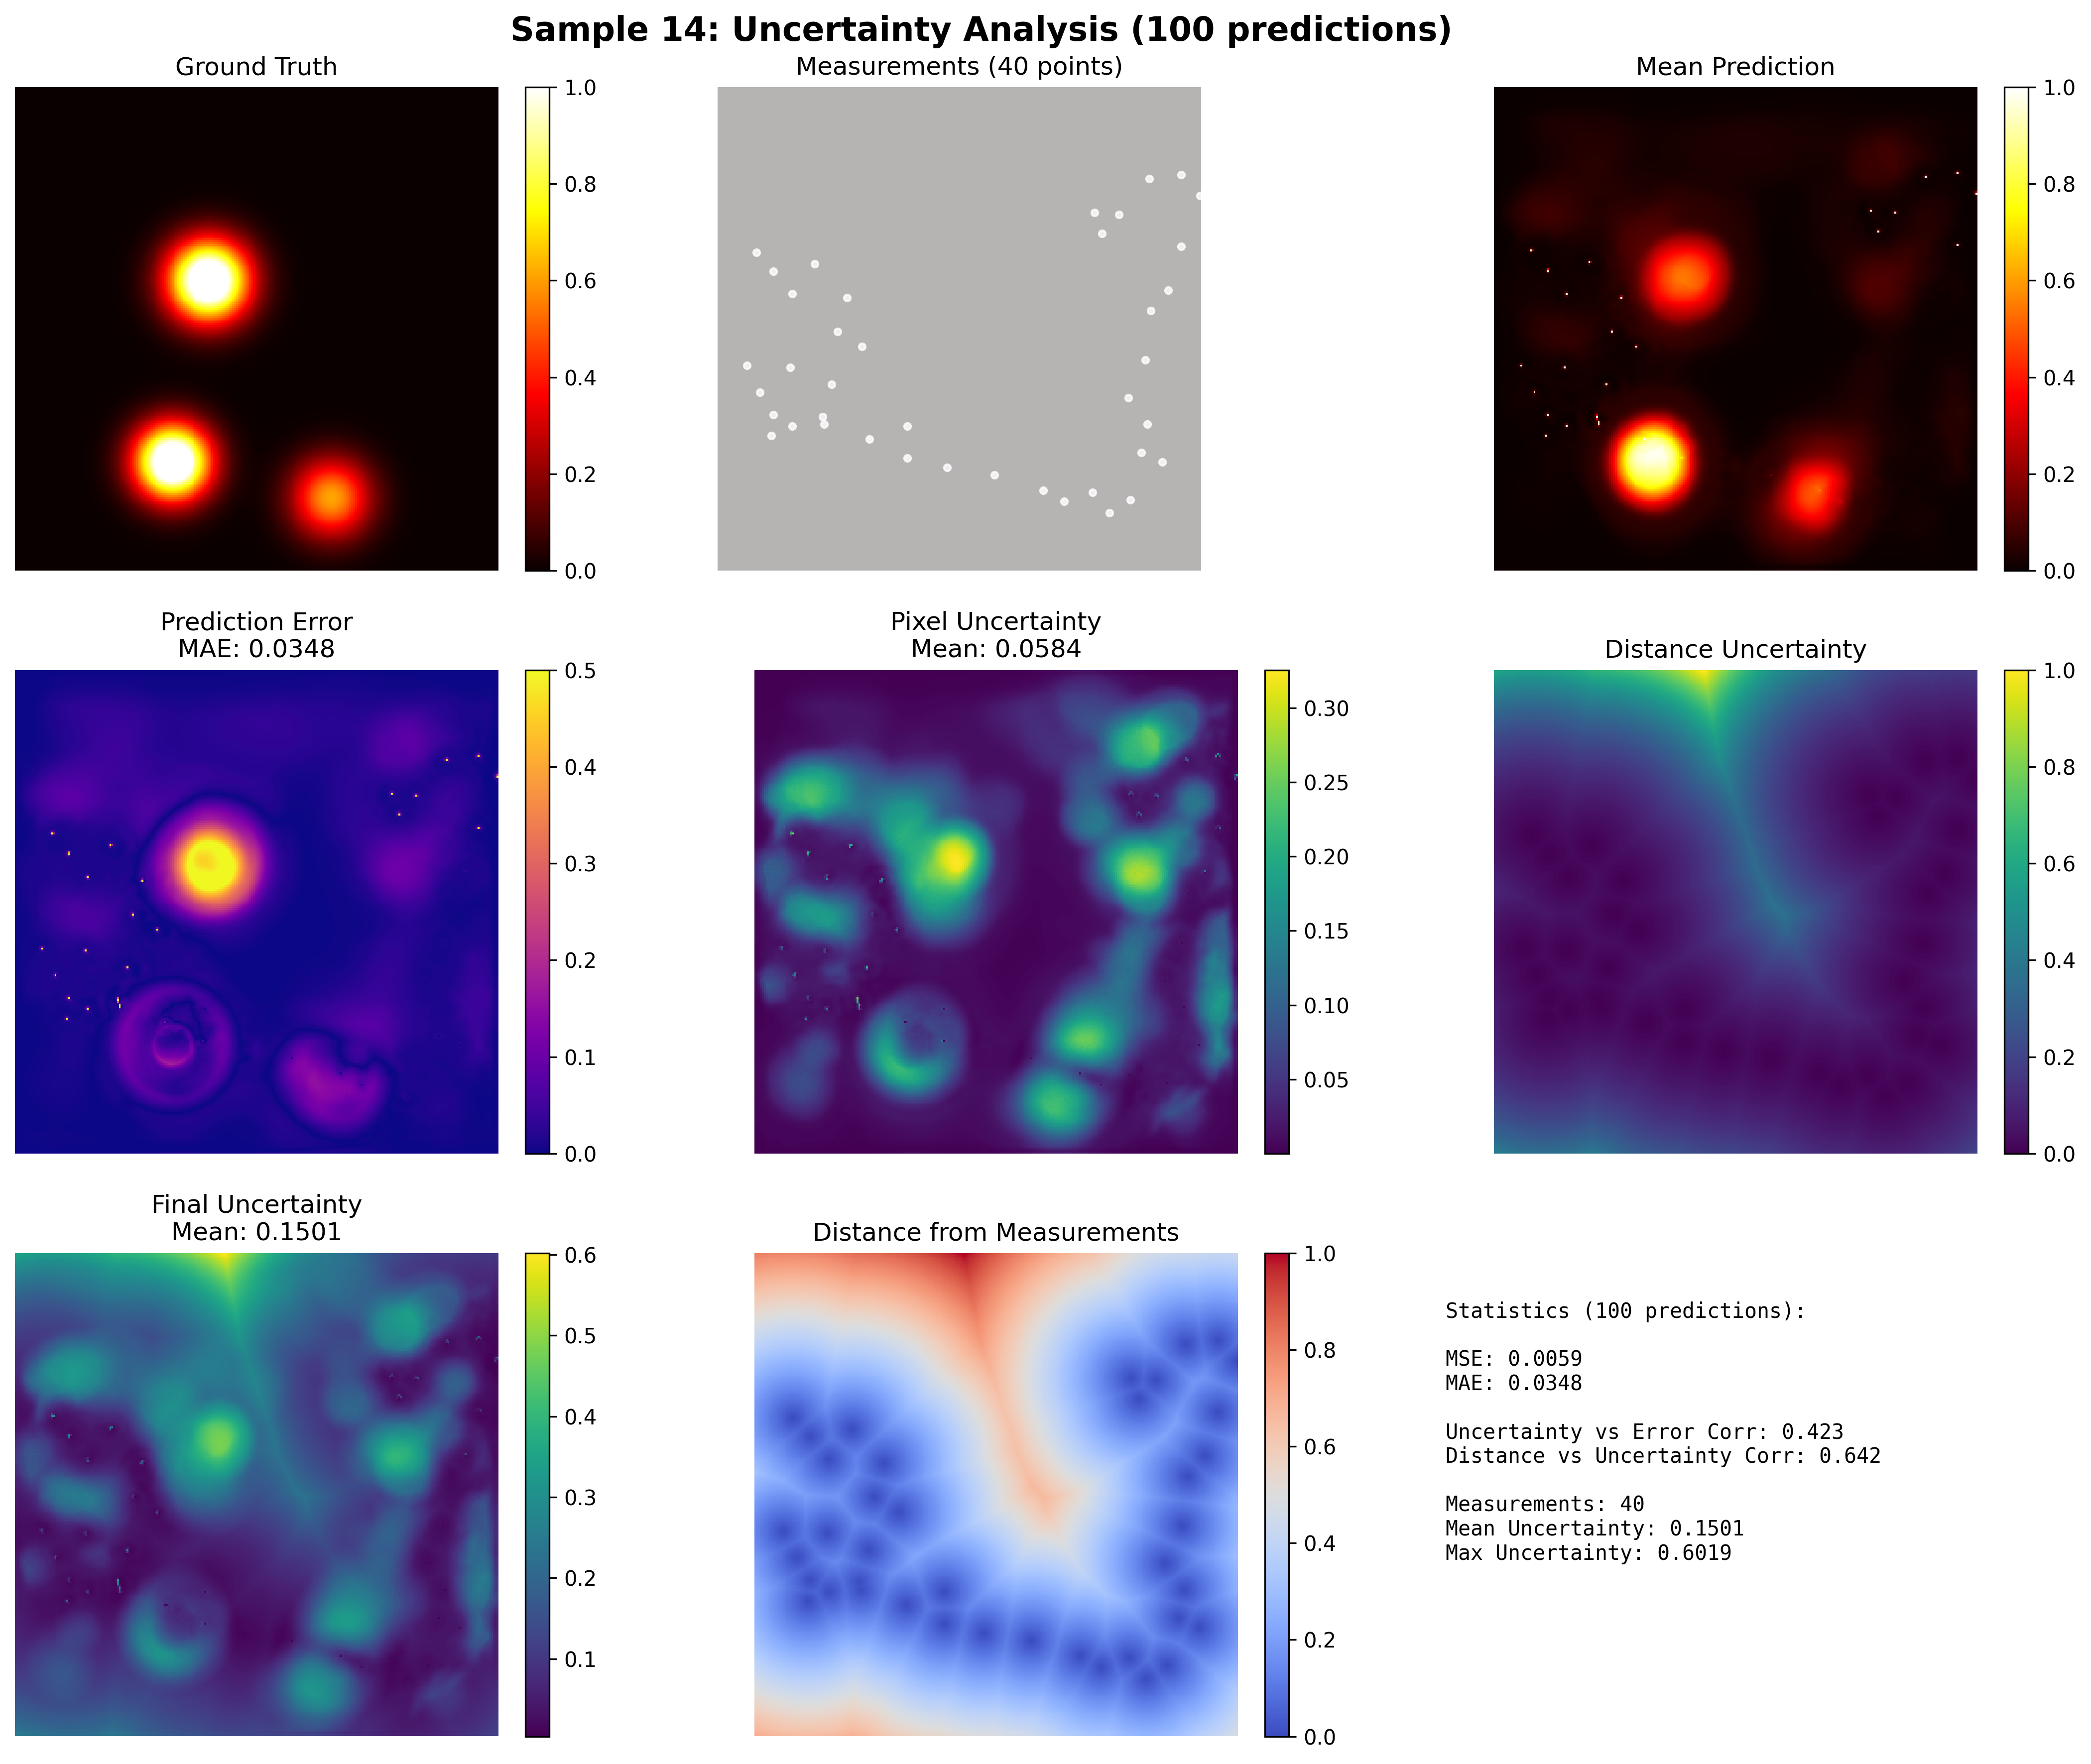 Sample 14: Uncertainty Analysis (100 predictions)
Ground Truth
1.0
0.8
0.6
0.4
0.2
0.0
Measurements (40 points)
Mean Prediction
1.0
0.8
0.6
0.4
0.2
0.0
Prediction Error
MAE: 0.0348
0.5
0.4
0.3
0.2
0.1
0.0
Pixel Uncertainty
Mean: 0.0584
0.30
0.25
0.20
0.15
0.10
0.05
Distance Uncertainty
1.0
0.8
0.6
0.4
0.2
0.0
Final Uncertainty
Mean: 0.1501
0.6
0.5
0.4
0.3
0.2
0.1
Distance from Measurements
1.0
0.8
0.6
0.4
0.2
0.0
Statistics (100 predictions):
MSE: 0.0059
MAE: 0.0348
Uncertainty vs Error Corr: 0.423
Distance vs Uncertainty Corr: 0.642
Measurements: 40
Mean Uncertainty: 0.1501
Max Uncertainty: 0.6019